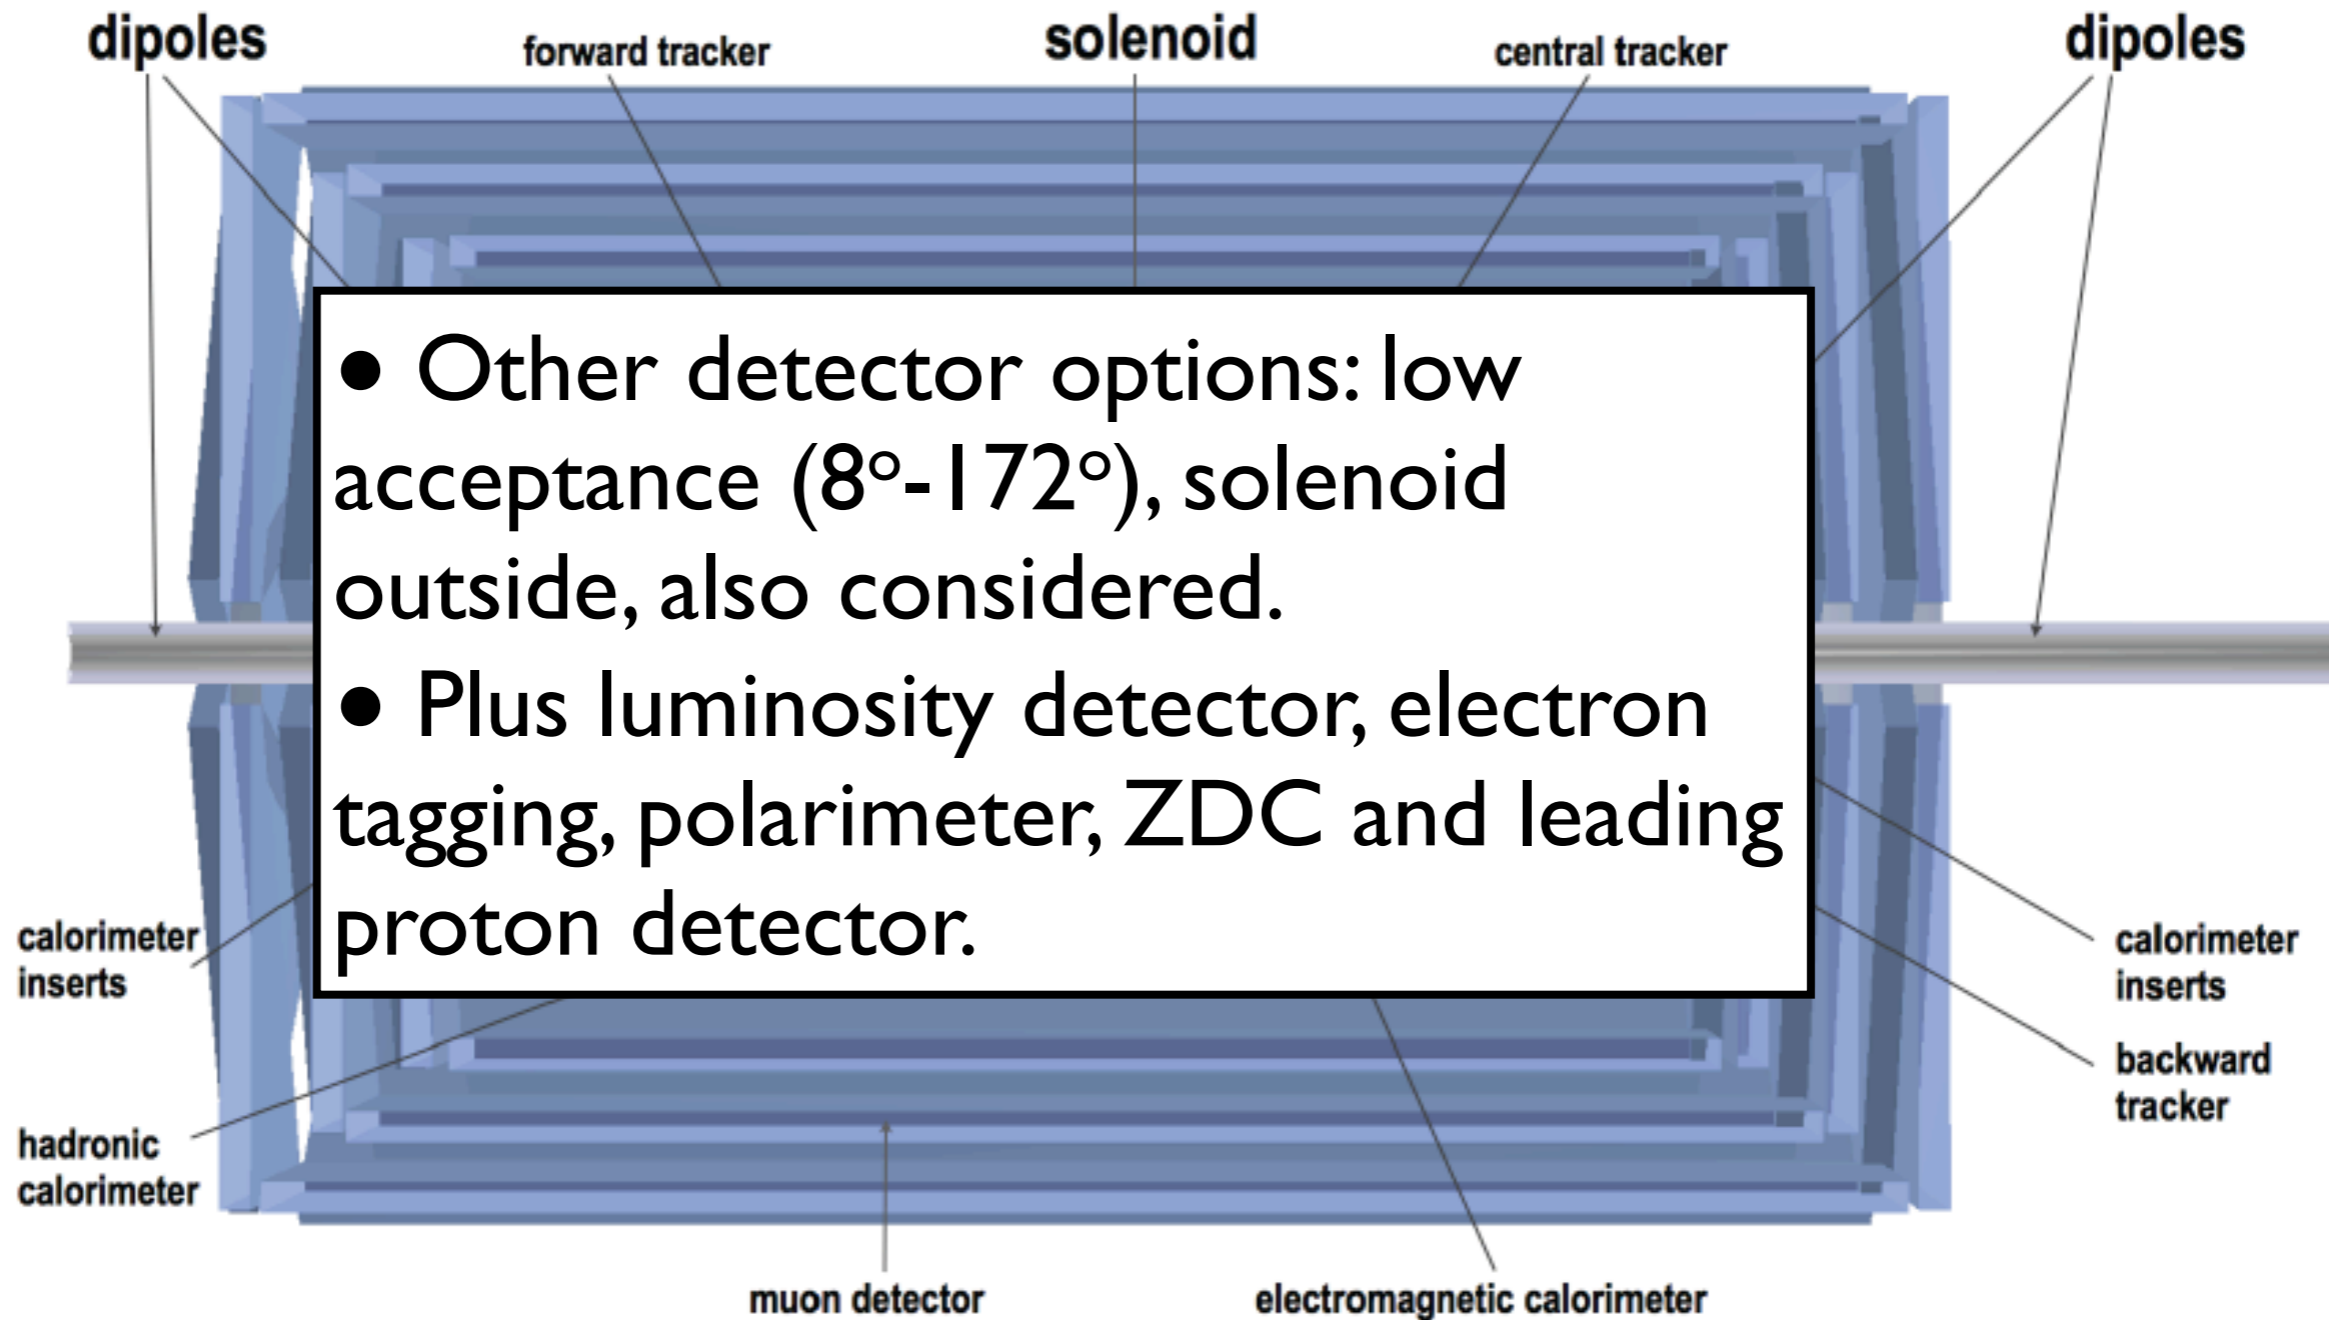 dipoles
forward tracker
solenoid
central tracker
dipoles
• Other detector options: low
acceptance (8°-172°), solenoid
outside, also considered.
• Plus luminosity detector, electron
tagging, polarimeter, ZDC and leading
proton detector.
calorimeter
inserts
hadronic
calorimeter
calorimeter
inserts
backward
tracker
muon detector
electromagnetic calorimeter